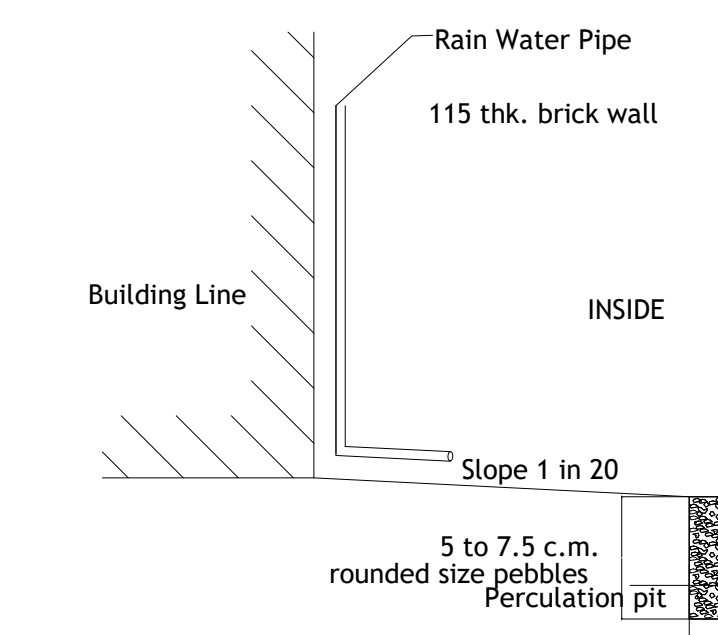 Rain Water Pipe
115 thk. brick wall
Building Line
INSIDE
Slope 1 in 20
5 to 7.5 c.m.
rounded size pebbles
Perculation pit